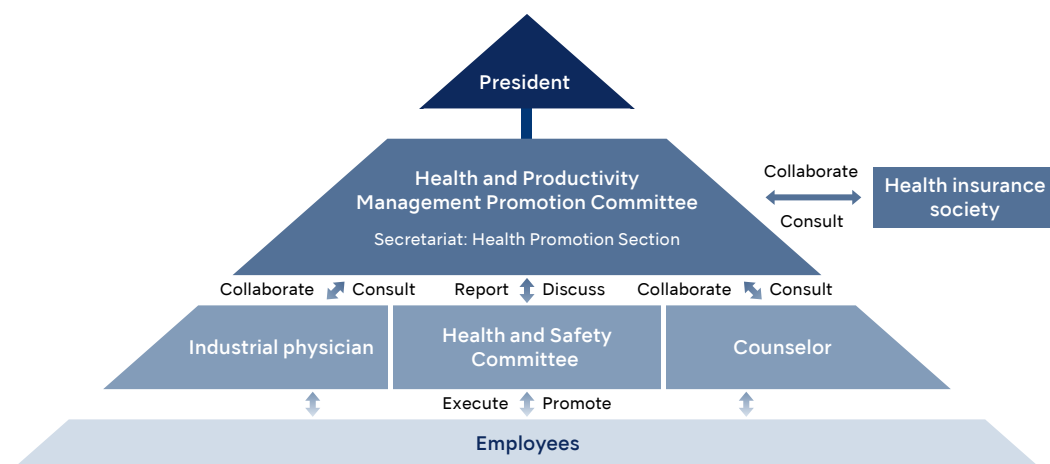 President
Health and Productivity
Management Promotion Committee
Secretariat: Health Promotion Section
Collaborate
Consult
Health insurance
society
Collaborate Consult
Report Discuss
Collaborate Consult
Industrial physician
Health and Safety
Committee
Counselor
Execute Promote
Employees